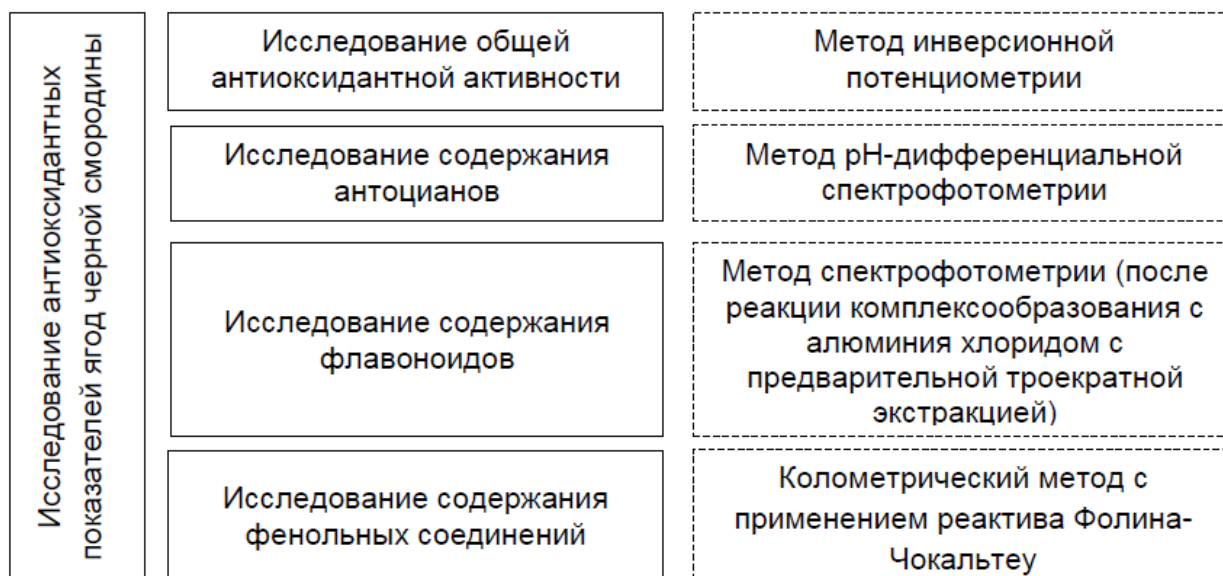 Исследование антиоксидантных
показателей ягод черной смородины
Исследование общей
антиоксидантной активности
Метод инверсионной
потенциометрии
Исследование содержания
антоцианов
Метод pH-дифференциальной
спектрофотометрии
Исследование содержания
флавоноидов
Метод спектрофотометрии (после
реакции комплексообразования с
алюминия хлоридом с
предварительной троекратной
экстракцией)
Исследование содержания
фенольных соединений
Колометрический метод с
применением реактива Фолина-
Чокальтеу